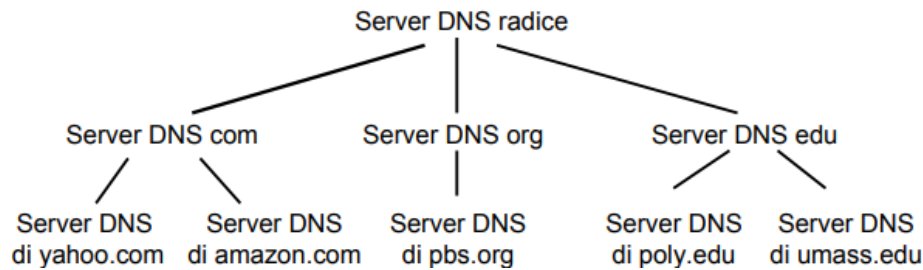 Server DNS radice
Server DNS com
Server DNS org
Server DNS edu
Server DNS
di yahoo.com
Server DNS
di amazon.com
Server DNS
di pbs.org
Server DNS
di poly.edu
Server DNS
di umass.edu